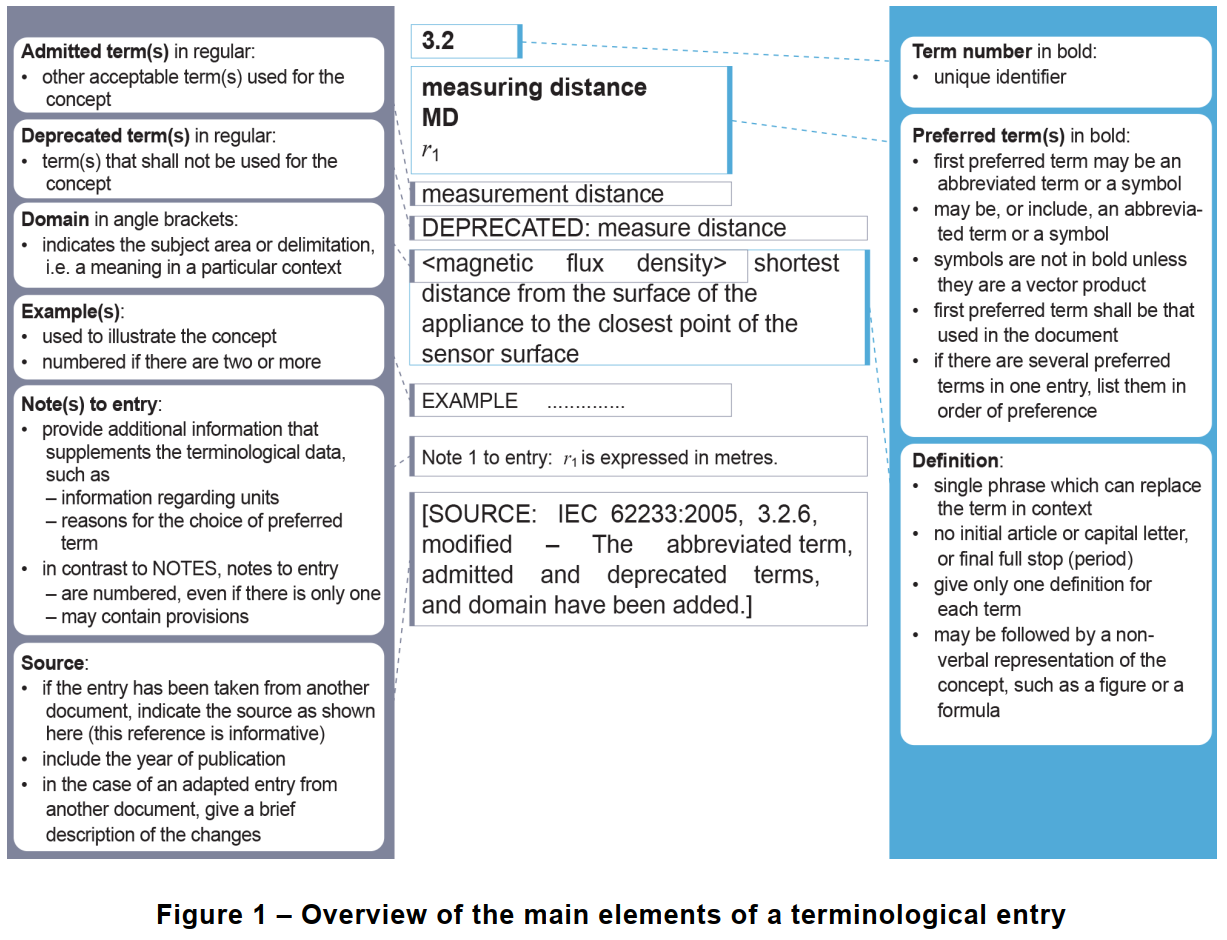 Admitted term(s) in regular:
• other acceptable term(s) used for the
concept
Deprecated term(s) in regular:
• term(s) that shall not be used for the
concept
Domain in angle brackets:
• indicates the subject area or delimitation,
i.e. a meaning in a particular context
Example(s):
• used to illustrate the concept
• numbered if there are two or more
Note(s) to entry:
• provide additional information that
supplements the terminological data,
such as
– information regarding units
– reasons for the choice of preferred
term
• in contrast to NOTES, notes to entry
– are numbered, even if there is only one
– may contain provisions
Source:
• if the entry has been taken from another
document, indicate the source as shown
here (this reference is informative)
• include the year of publication
• in the case of an adapted entry from
another document, give a brief
description of the changes
3.2
measuring distance
MD
r1
measurement distance
DEPRECATED: measure distance
<magnetic flux density> shortest
distance from the surface of the
appliance to the closest point of the
sensor surface
EXAMPLE ..............
Note 1 to entry: r1 is expressed in metres.
[SOURCE: IEC 62233:2005, 3.2.6,
modified – The abbreviated term,
admitted and deprecated terms,
and domain have been added.]
Term number in bold:
• unique identifier
Preferred term(s) in bold:
• first preferred term may be an
abbreviated term or a symbol
• may be, or include, an abbrevia-
ted term or a symbol
• symbols are not in bold unless
they are a vector product
• first preferred term shall be that
used in the document
• if there are several preferred
terms in one entry, list them in
order of preference
Definition:
• single phrase which can replace
the term in context
• no initial article or capital letter,
or final full stop (period)
• give only one definition for
each term
• may be followed by a non-
verbal representation of the
concept, such as a figure or a
formula
Figure 1 – Overview of the main elements of a terminological entry